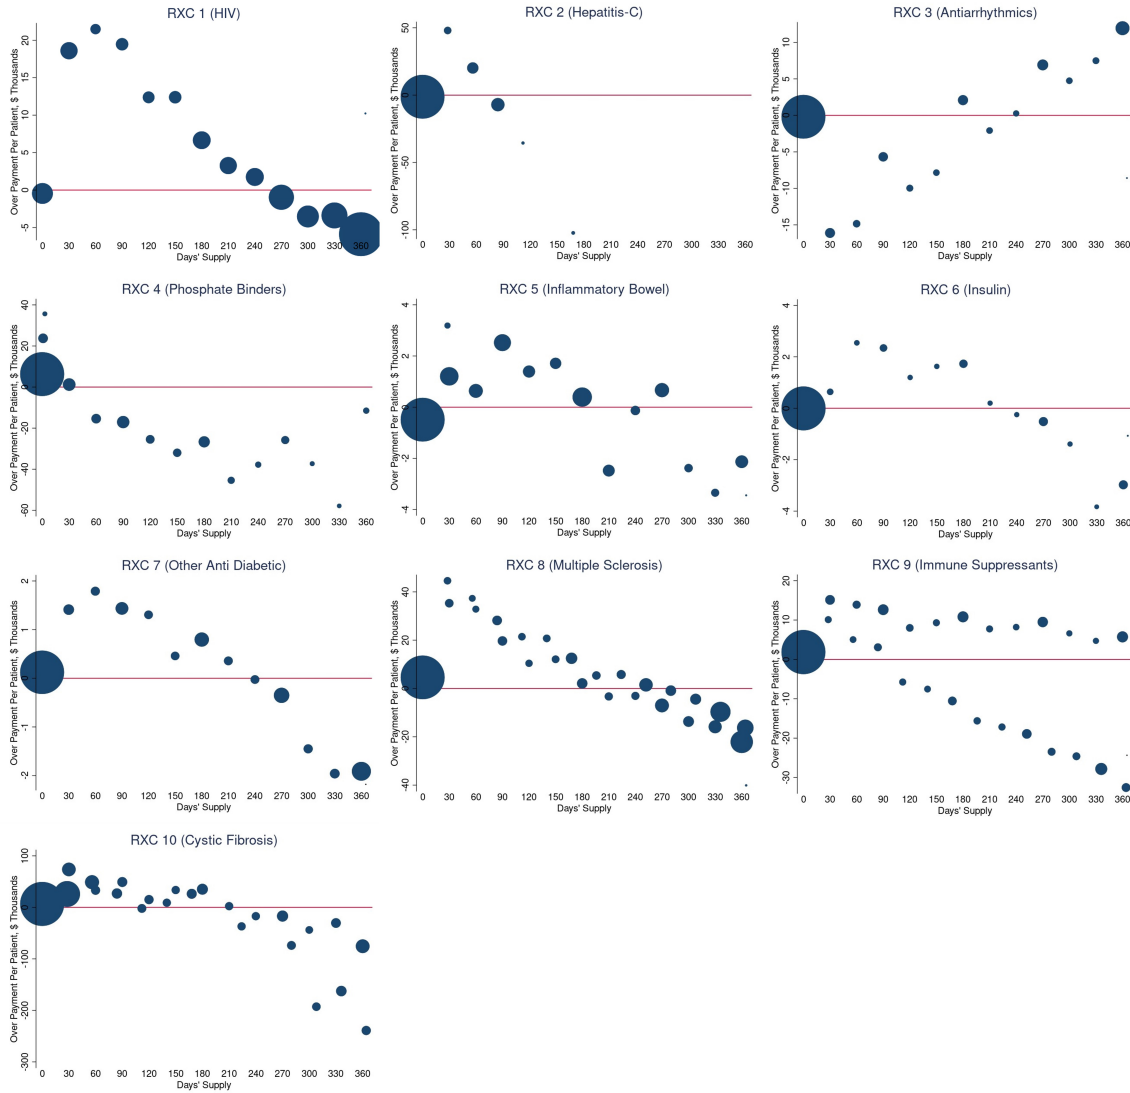 RXC 1 (HIV)
Over Payment Per Patient, $ Thousands
20
15
10
5
0
-5
0 30 60 90 120 150 180 210 240 270 300 330 360
Days' Supply
RXC 2 (Hepatitis-C)
Over Payment Per Patient, $ Thousands
50
0
-50
-100
0 30 60 90 120 150 180 210 240 270 300 330 360
Days' Supply
RXC 3 (Antiarrhythmics)
Over Payment Per Patient, $ Thousands
10
5
0
-5
-10
-15
0 30 60 90 120 150 180 210 240 270 300 330 360
Days' Supply
RXC 4 (Phosphate Binders)
Over Payment Per Patient, $ Thousands
40
20
0
-20
-40
-60
0 30 60 90 120 150 180 210 240 270 300 330 360
Days' Supply
RXC 5 (Inflammatory Bowel)
Over Payment Per Patient, $ Thousands
4
2
0
-2
-4
0 30 60 90 120 150 180 210 240 270 300 330 360
Days' Supply
RXC 6 (Insulin)
Over Payment Per Patient, $ Thousands
4
2
0
-2
-4
0 30 60 90 120 150 180 210 240 270 300 330 360
Days' Supply
RXC 7 (Other Anti Diabetic)
Over Payment Per Patient, $ Thousands
2
1
0
-1
-2
0 30 60 90 120 150 180 210 240 270 300 330 360
Days' Supply
RXC 8 (Multiple Sclerosis)
Over Payment Per Patient, $ Thousands
40
20
0
-20
-40
0 30 60 90 120 150 180 210 240 270 300 330 360
Days' Supply
RXC 9 (Immune Suppressants)
Over Payment Per Patient, $ Thousands
20
10
0
-10
-20
-30
0 30 60 90 120 150 180 210 240 270 300 330 360
Days' Supply
RXC 10 (Cystic Fibrosis)
Over Payment Per Patient, $ Thousands
100
0
-100
-200
-300
0 30 60 90 120 150 180 210 240 270 300 330 360
Days' Supply